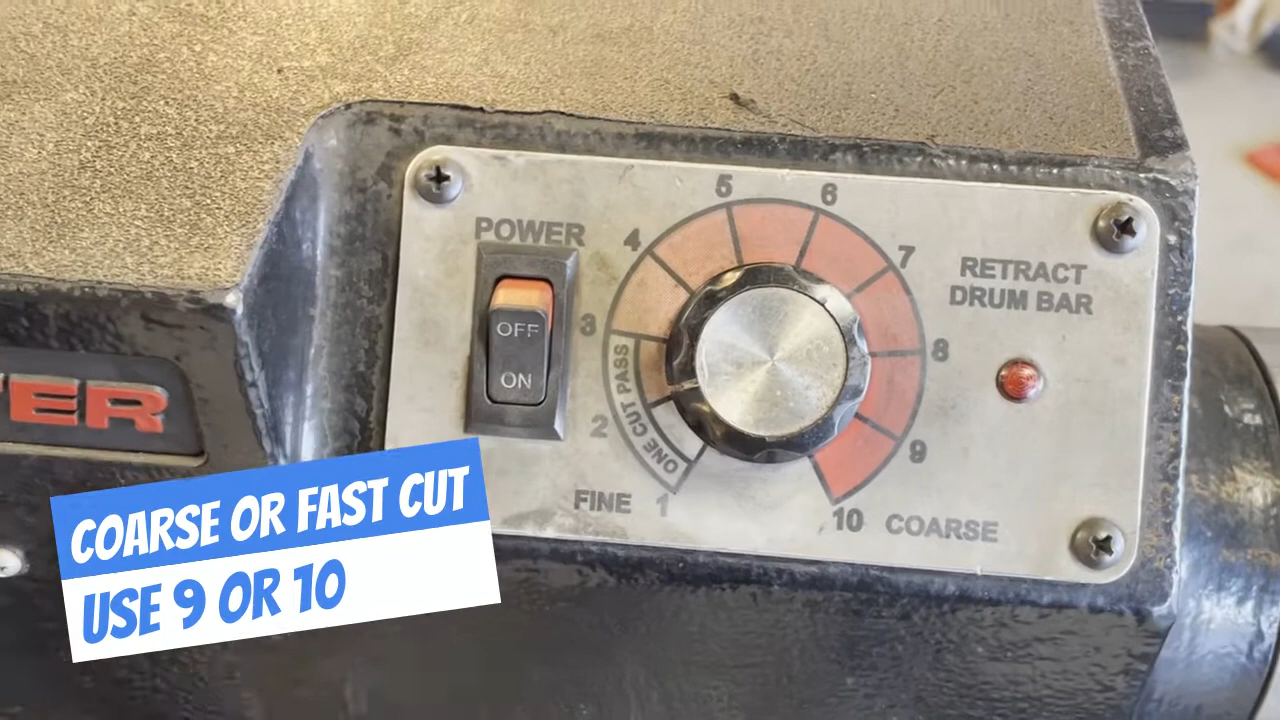 POWER
OFF
ON
5
6
4
7
3
8
2
9
ONE CUT PASS
FINE
1
10
COARSE
RETRACT
DRUM BAR
TER
COARSE OR FAST CUT
USE 9 OR 10